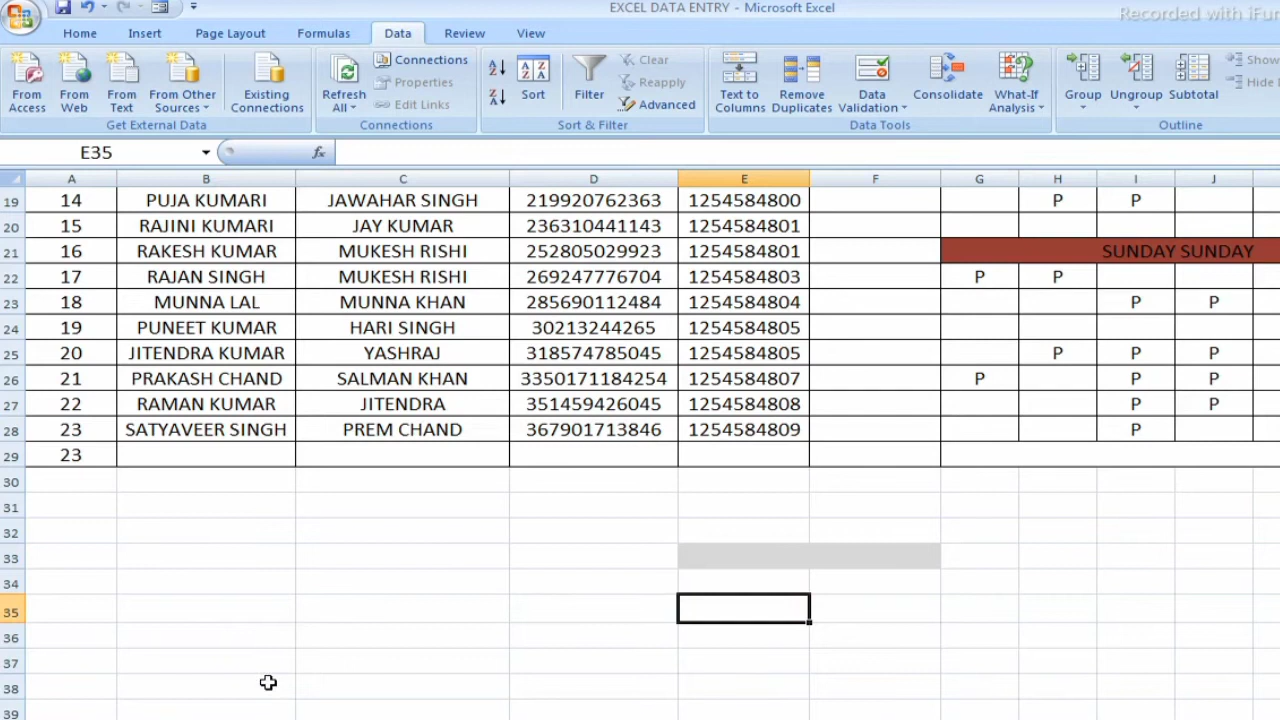 EXCEL DATA ENTRY - Microsoft Excel
Recorded with iFun
Home Insert Page Layout Formulas Data Review View
From Access
From Web
From Text
From Other Sources
Existing Connections
Refresh All
Connections
Properties
Edit Links
Sort
Filter
Clear
Reapply
Advanced
Text to Columns
Remove Duplicates
Data Validation
Consolidate
What-If Analysis
Group
Ungroup
Subtotal
Show
Hide
Get External Data Connections Sort & Filter Data Tools Outline
E35 fx
A B C D E F G H I J
19 14 PUJA KUMARI JAWAHAR SINGH 219920762363 1254584800 P P
20 15 RAJINI KUMARI JAY KUMAR 236310441143 1254584801
21 16 RAKESH KUMAR MUKESH RISHI 252805029923 1254584801 SUNDAY SUNDAY
22 17 RAJAN SINGH MUKESH RISHI 269247776704 1254584803 P P
23 18 MUNNA LAL MUNNA KHAN 285690112484 1254584804 P P
24 19 PUNEET KUMAR HARI SINGH 30213244265 1254584805
25 20 JITENDRA KUMAR YASHRAJ 318574785045 1254584805 P P P
26 21 PRAKASH CHAND SALMAN KHAN 3350171184254 1254584807 P P P
27 22 RAMAN KUMAR JITENDRA 351459426045 1254584808 P P
28 23 SATYAVEER SINGH PREM CHAND 367901713846 1254584809 P
29 23
30
31
32
33
34
35
36
37
38
39